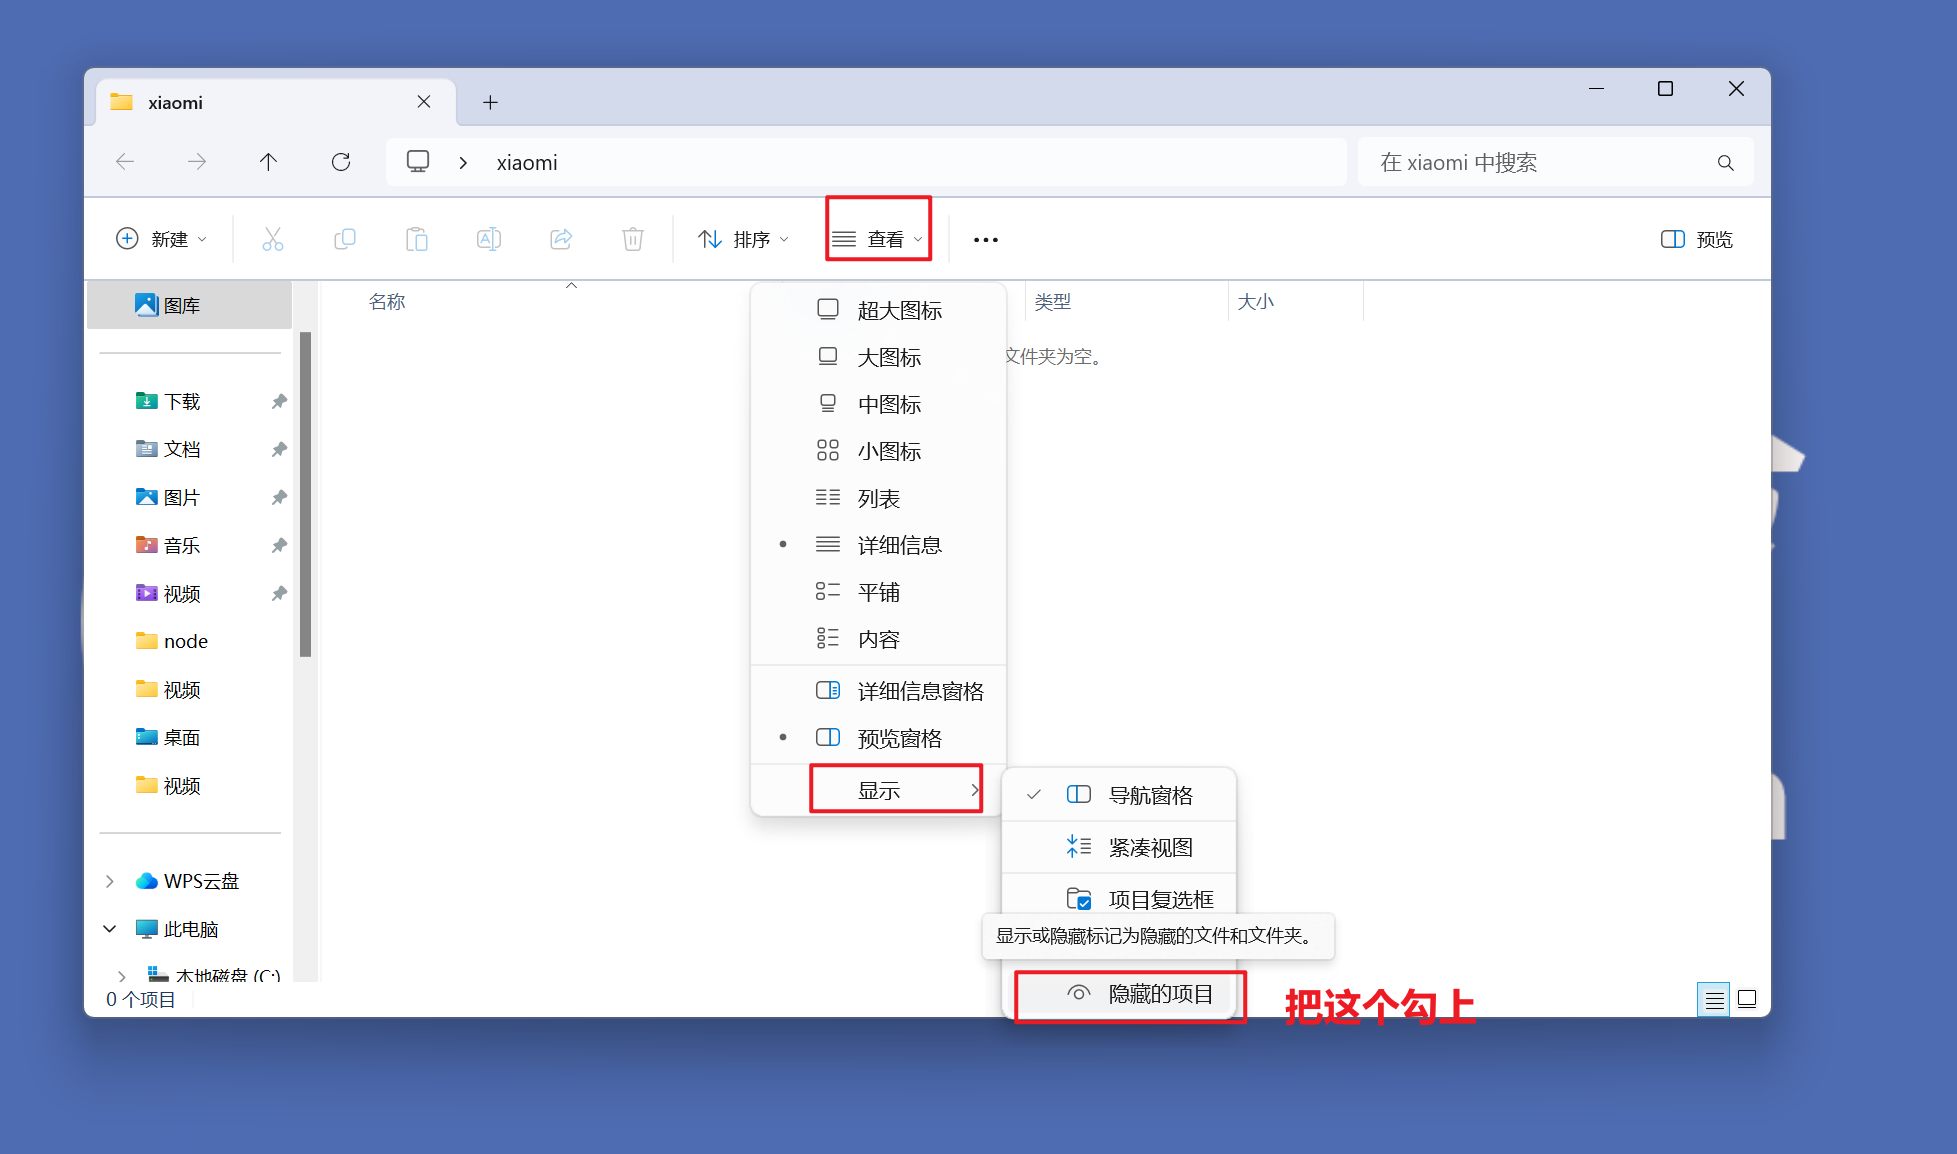 xiaomi
xiaomi
在 xiaomi 中搜索
新建
排序
查看
预览
图库
名称
类型
大小
文件夹为空。
下载
文档
图片
音乐
视频
node
视频
桌面
视频
WPS云盘
此电脑
本地磁盘 (C:)
0 个项目
超大图标
大图标
中图标
小图标
列表
详细信息
平铺
内容
详细信息窗格
预览窗格
显示
导航窗格
紧凑视图
项目复选框
显示或隐藏标记为隐藏的文件和文件夹。
隐藏的项目
把这个勾上